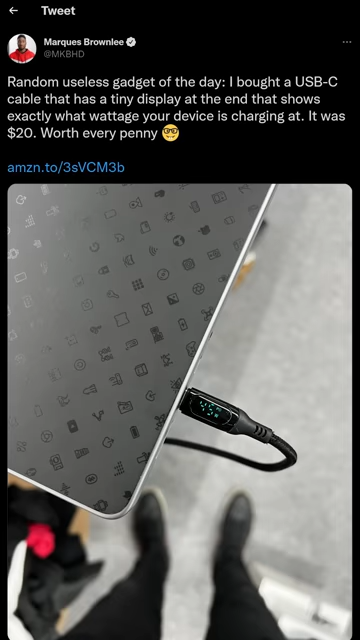 Tweet
Marques Brownlee
@MKBHD
Random useless gadget of the day: I bought a USB-C
cable that has a tiny display at the end that shows
exactly what wattage your device is charging at. It was
$20. Worth every penny 🤓
amzn.to/3sVCM3b